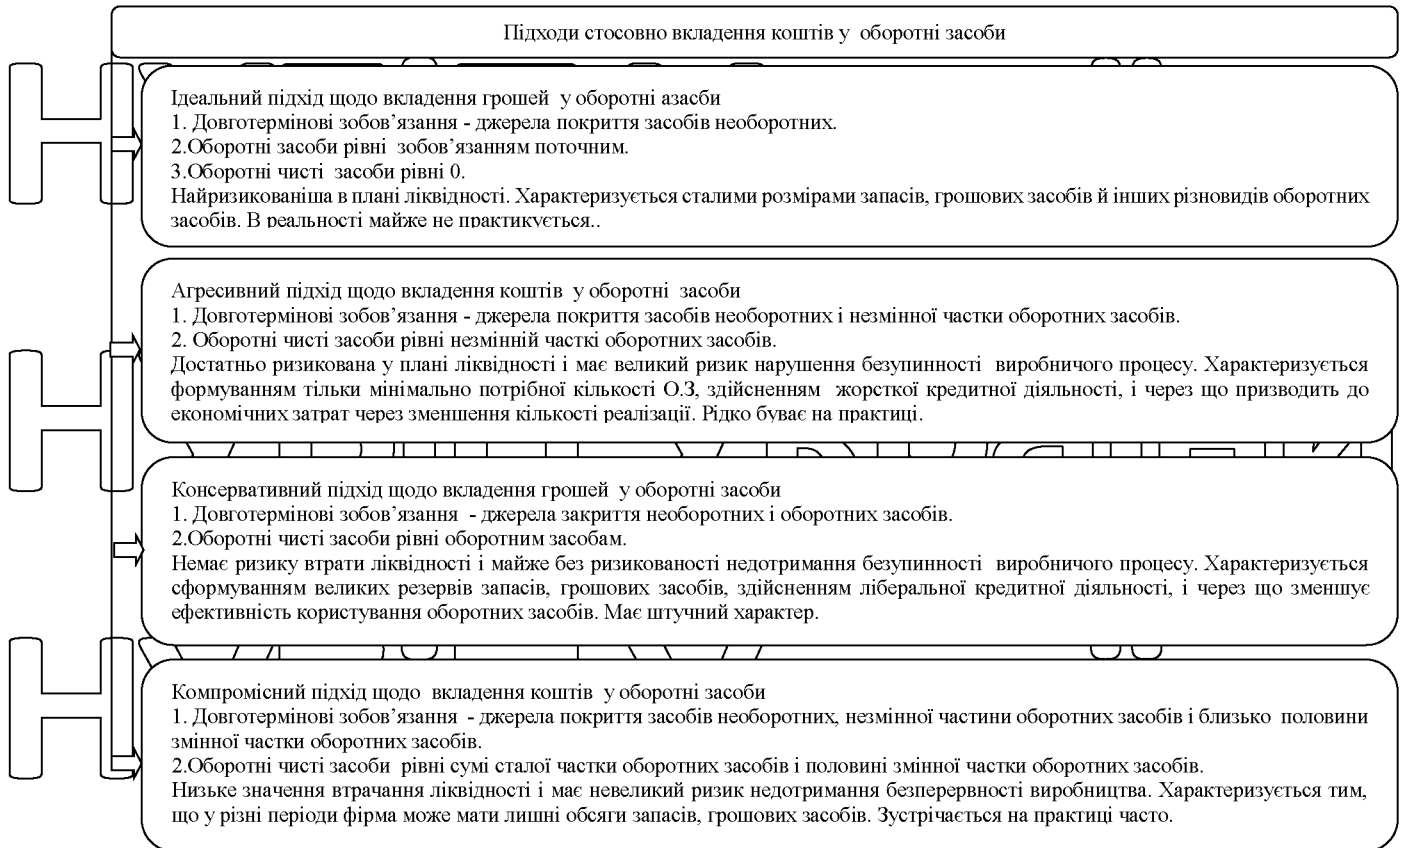 Підходи стосовно вкладення коштів у оборотні засоби
Ідеальний підхід щодо вкладення грошей у оборотні азасби
1. Довготермінові зобов’язання - джерела покриття засобів необоротних.
2.Оборотні засоби рівні зобов’язанням поточним.
3.Оборотні чисті засоби рівні 0.
Найризикованіша в плані ліквідності. Характеризується сталими розмірами запасів, грошових засобів й інших різновидів оборотних
засобів. В реальності майже не практикується..
Агресивний підхід щодо вкладення коштів у оборотні засоби
1. Довготермінові зобов’язання - джерела покриття засобів необоротних і незмінної частки оборотних засобів.
2. Оборотні чисті засоби рівні незмінній часткі оборотних засобів.
Достатньо ризикована у плані ліквідності і має великий ризик нарушення безупинності виробничого процесу. Характеризується
формуванням тільки мінімально потрібної кількості О.З, здійсненням жорсткої кредитної діяльності, і через що призводить до
економічних затрат через зменшення кількості реалізації. Рідко буває на практиці.
Консервативний підхід щодо вкладення грошей у оборотні засоби
1. Довготермінові зобов’язання - джерела закриття необоротних і оборотних засобів.
2.Оборотні чисті засоби рівні оборотним засобам.
Немає ризику втрати ліквідності і майже без ризикованості недотримання безупинності виробничого процесу. Характеризується
сформуванням великих резервів запасів, грошових засобів, здійсненням ліберальної кредитної діяльності, і через що зменшує
ефективність користування оборотних засобів. Має штучний характер.
Компромісний підхід щодо вкладення коштів у оборотні засоби
1. Довготермінові зобов’язання - джерела покриття засобів необоротних, незмінної частини оборотних засобів і близько половини
змінної частки оборотних засобів.
2.Оборотні чисті засоби рівні сумі сталої частки оборотних засобів і половині змінної частки оборотних засобів.
Низьке значення втрачання ліквідності і має невеликий ризик недотримання безперервності виробництва. Характеризується тим,
що у різні періоди фірма може мати лишні обсяги запасів, грошових засобів. Зустрічається на практиці часто.